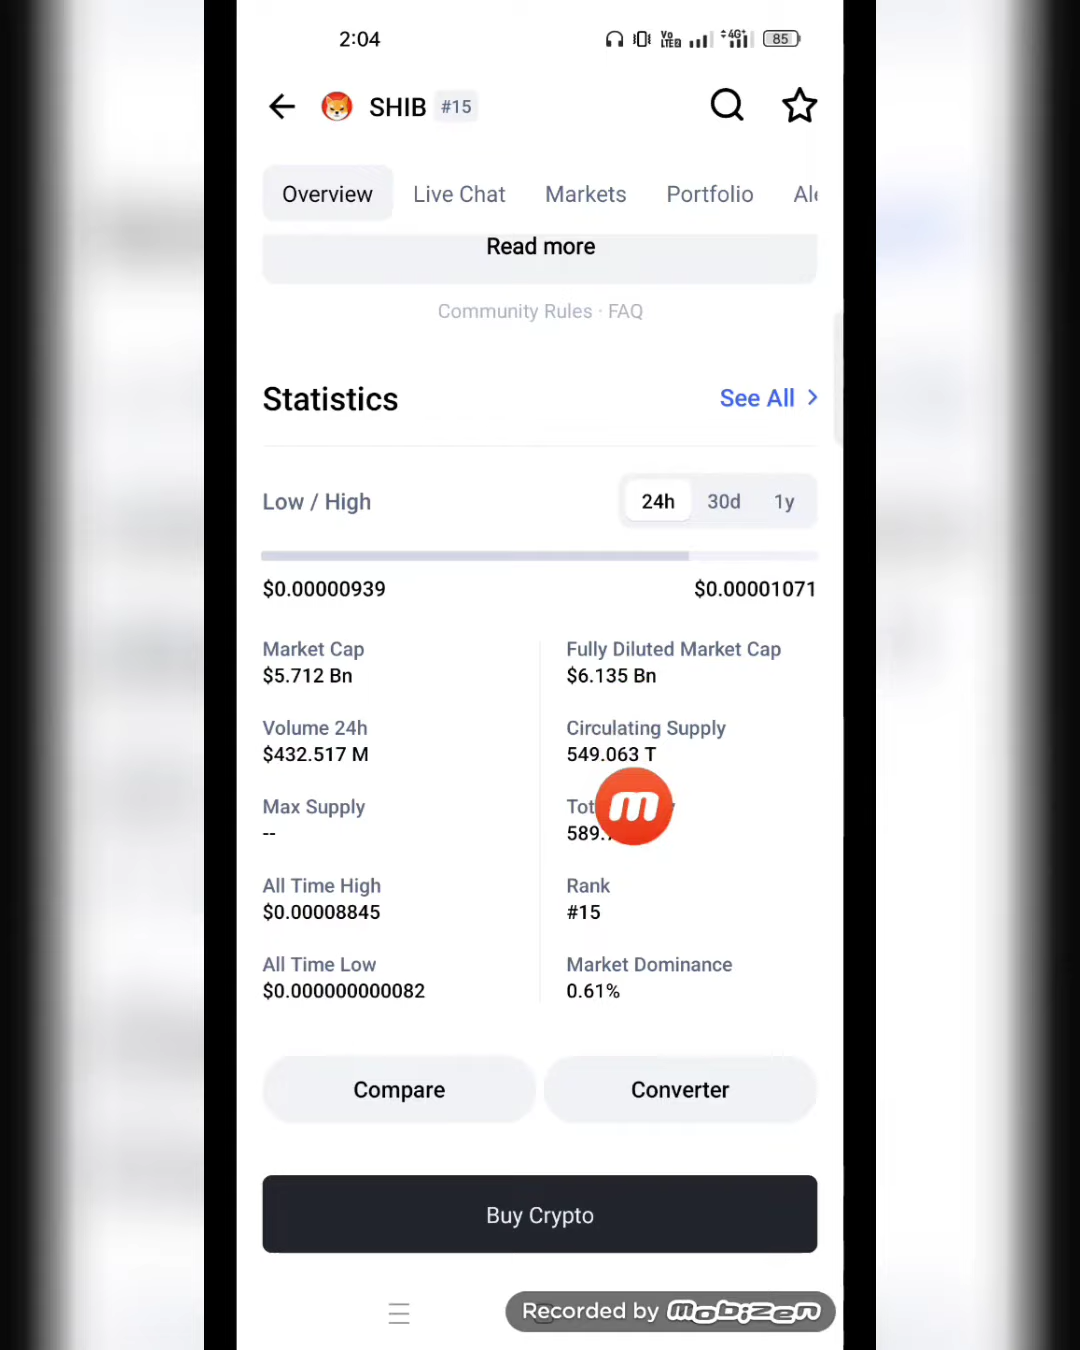 2:04
Vo
LTE2
4G+
85
SHIB #15
Overview Live Chat Markets Portfolio
Read more
Community Rules · FAQ
Statistics See All
Low / High 24h 30d 1y
$0.00000939 $0.00001071
Market Cap Fully Diluted Market Cap
$5.712 Bn $6.135 Bn
Volume 24h Circulating Supply
$432.517 M 549.063 T
Max Supply
--
All Time High Rank
$0.00008845 #15
All Time Low Market Dominance
$0.000000000082 0.61%
Compare Converter
Buy Crypto
Recorded by mobizen